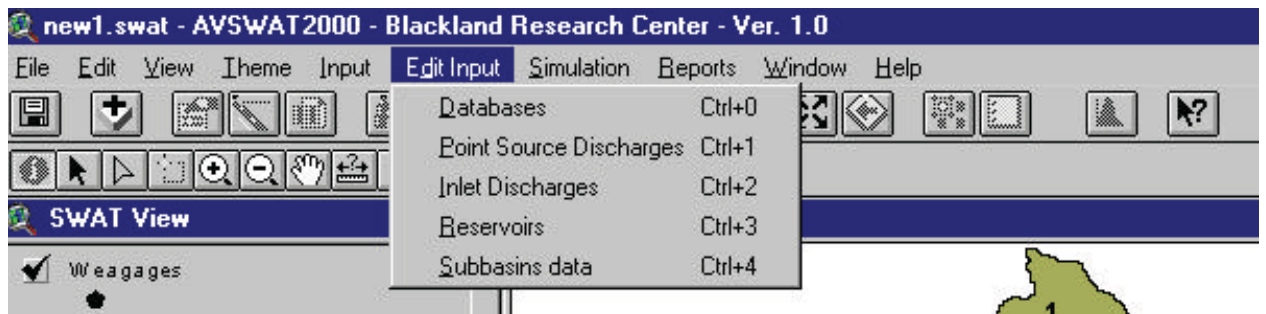 new1.swat - AVSWAT2000 - Blackland Research Center - Ver. 1.0
File Edit View Theme Input Edit Input Simulation Reports Window Help
Databases Ctrl+0
Point Source Discharges Ctrl+1
Inlet Discharges Ctrl+2
Reservoirs Ctrl+3
Subbasins data Ctrl+4
SWAT View
Weagages
1